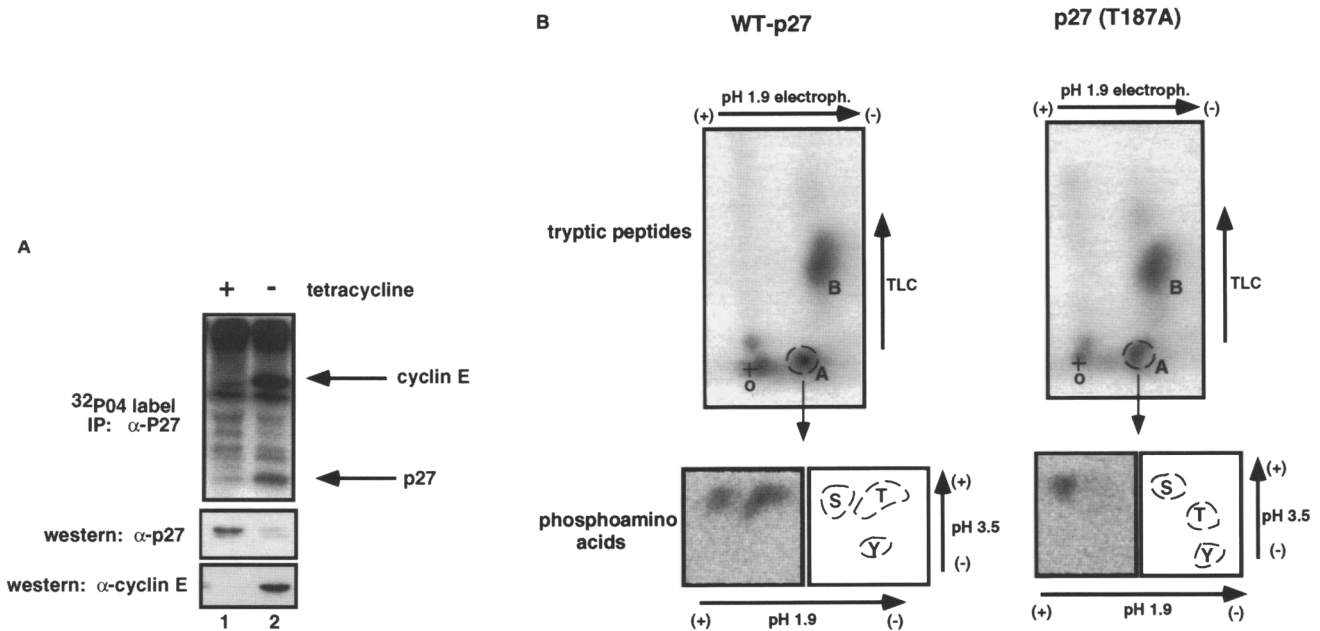 A
+ - tetracycline
cyclin E
32P04 label
IP: α-P27
p27
western: α-p27
western: α-cyclin E
1 2
B
WT-p27
p27 (T187A)
pH 1.9 electroph.
(+) (-)
pH 1.9 electroph.
(+) (-)
tryptic peptides
B
TLC
+
o
A
B
TLC
+
o
A
phosphoamino
acids
S T
Y
(+)
pH 3.5
(-)
(+) pH 1.9 (-)
S
T
Y
(+)
pH 3.5
(-)
(+) pH 1.9 (-)